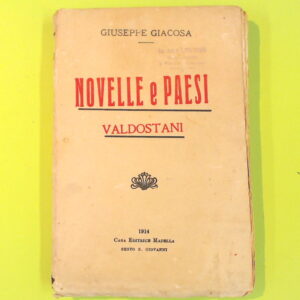 GIUSEPPE GIACOSA
NOVELLE e PAESI
VALDOSTANI
1914
CASA EDITRICE MADELLA
SESTO S. GIOVANNI